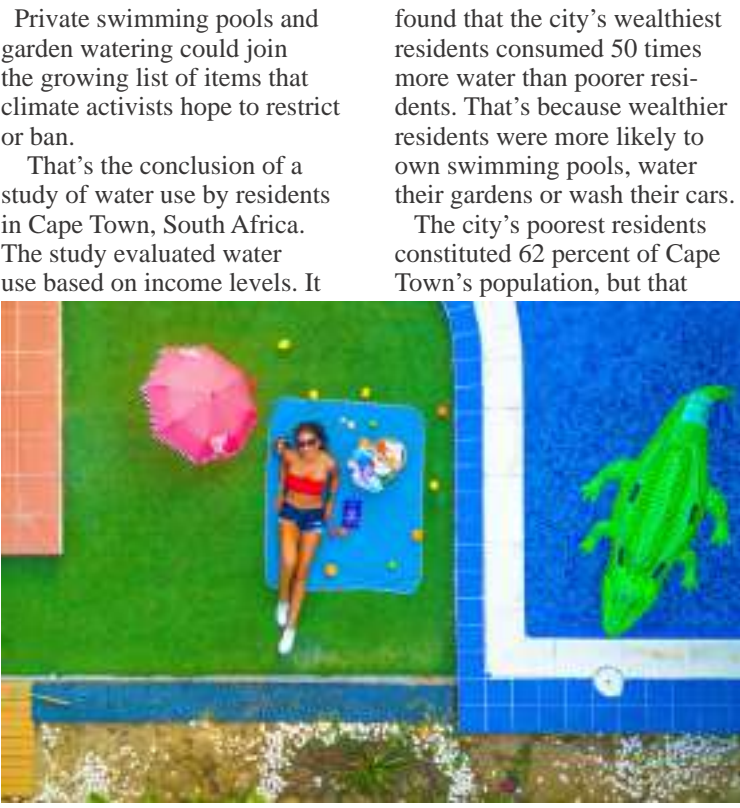 Private swimming pools and
garden watering could join
the growing list of items that
climate activists hope to restrict
or ban.
That’s the conclusion of a
study of water use by residents
in Cape Town, South Africa.
The study evaluated water
use based on income levels. It
found that the city’s wealthiest
residents consumed 50 times
more water than poorer resi-
dents. That’s because wealthier
residents were more likely to
own swimming pools, water
their gardens or wash their cars.
The city’s poorest residents
constituted 62 percent of Cape
Town’s population, but that